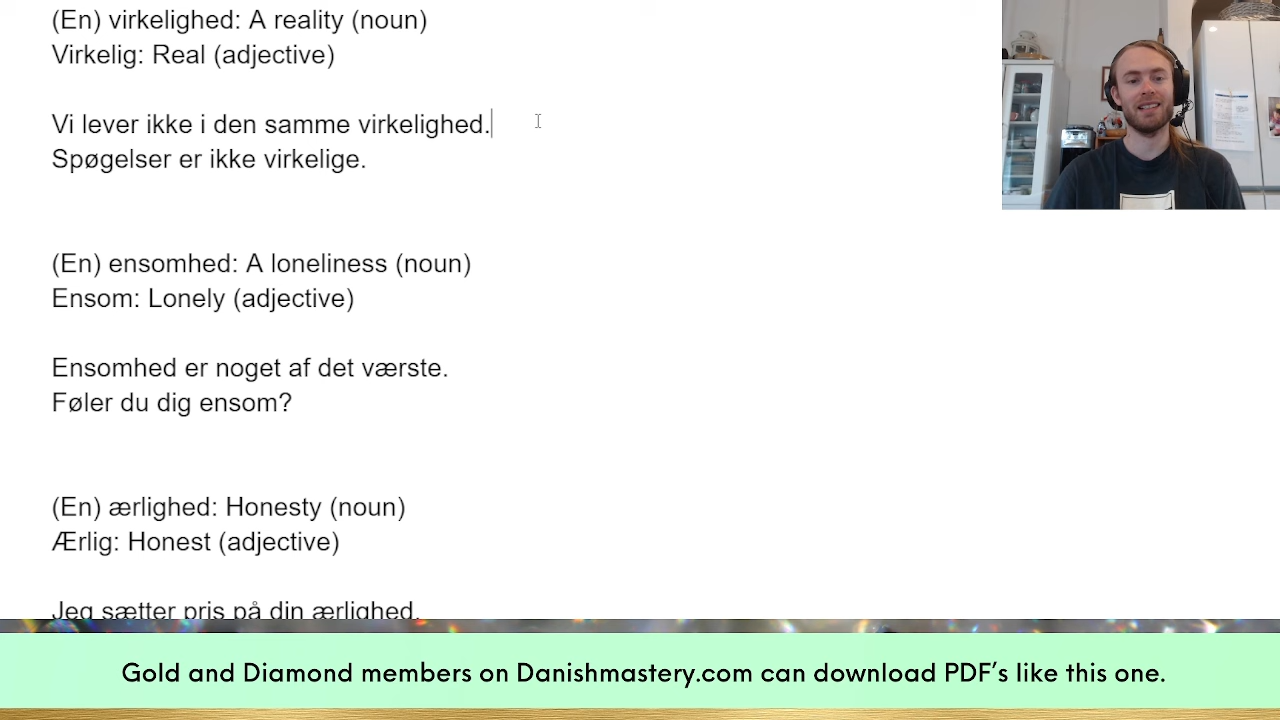 (En) virkelighed: A reality (noun)
Virkelig: Real (adjective)
Vi lever ikke i den samme virkelighed.
Spøgelser er ikke virkelige.
(En) ensomhed: A loneliness (noun)
Ensom: Lonely (adjective)
Ensomhed er noget af det værste.
Føler du dig ensom?
(En) ærlighed: Honesty (noun)
Ærlig: Honest (adjective)
Jeg sætter pris på din ærlighed.
Gold and Diamond members on Danishmastery.com can download PDF's like this one.